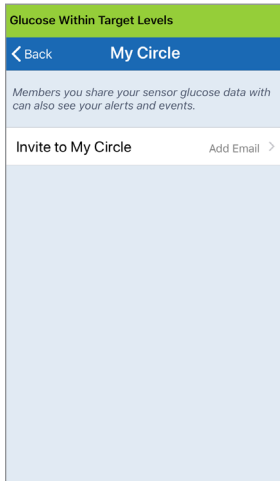 Glucose Within Target Levels
Back My Circle
Members you share your sensor glucose data with
can also see your alerts and events.
Invite to My Circle Add Email